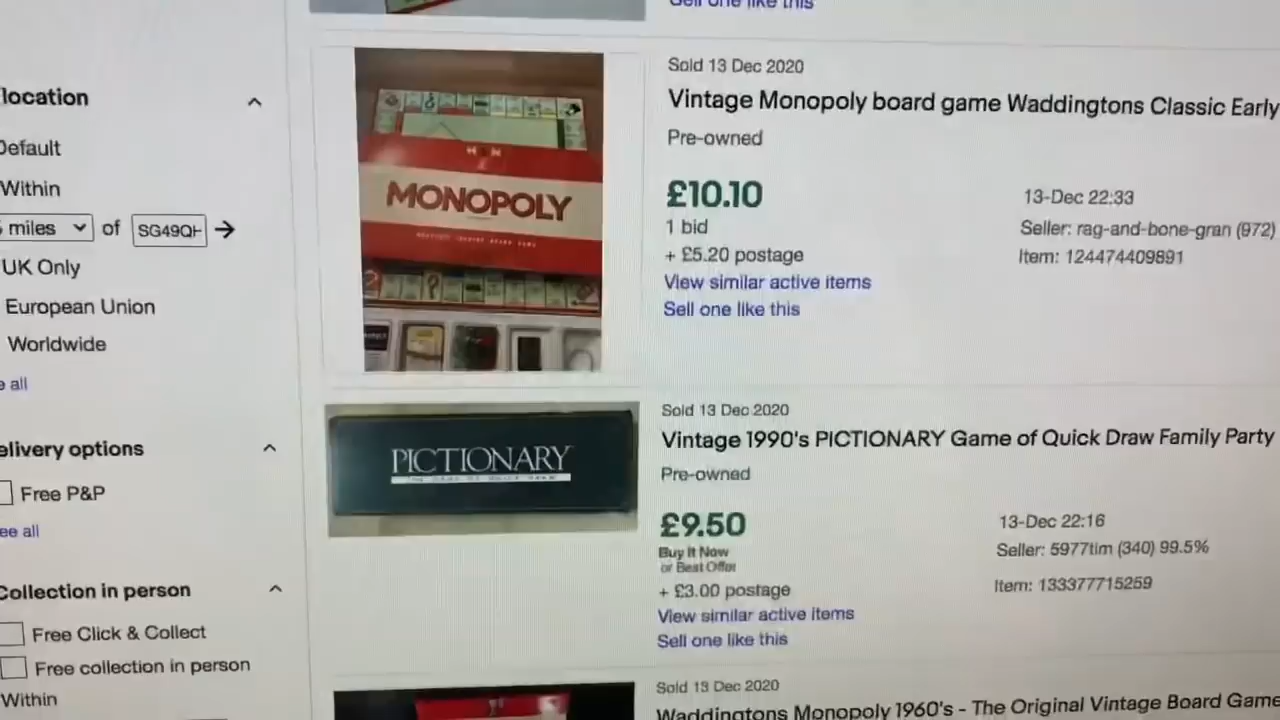 Sell one like this
location
Default
Within
miles
of
SG49QH
UK Only
European Union
Worldwide
all
elivery options
Free P&P
ee all
Collection in person
Free Click & Collect
Free collection in person
Within
Sold 13 Dec 2020
Vintage Monopoly board game Waddingtons Classic Early
Pre-owned
£10.10
1 bid
+ £5.20 postage
View similar active items
Sell one like this
13-Dec 22:33
Seller: rag-and-bone-gran (972)
Item: 124474409891
MONOPOLY
Sold 13 Dec 2020
Vintage 1990's PICTIONARY Game of Quick Draw Family Party
Pre-owned
£9.50
Buy It Now
or Best Offer
+ £3.00 postage
View similar active items
Sell one like this
13-Dec 22:16
Seller: 5977tim (340) 99.5%
Item: 133377715259
PICTIONARY
THE GAME OF QUICK DRAW
Sold 13 Dec 2020
Waddingtons Monopoly 1960's - The Original Vintage Board Game